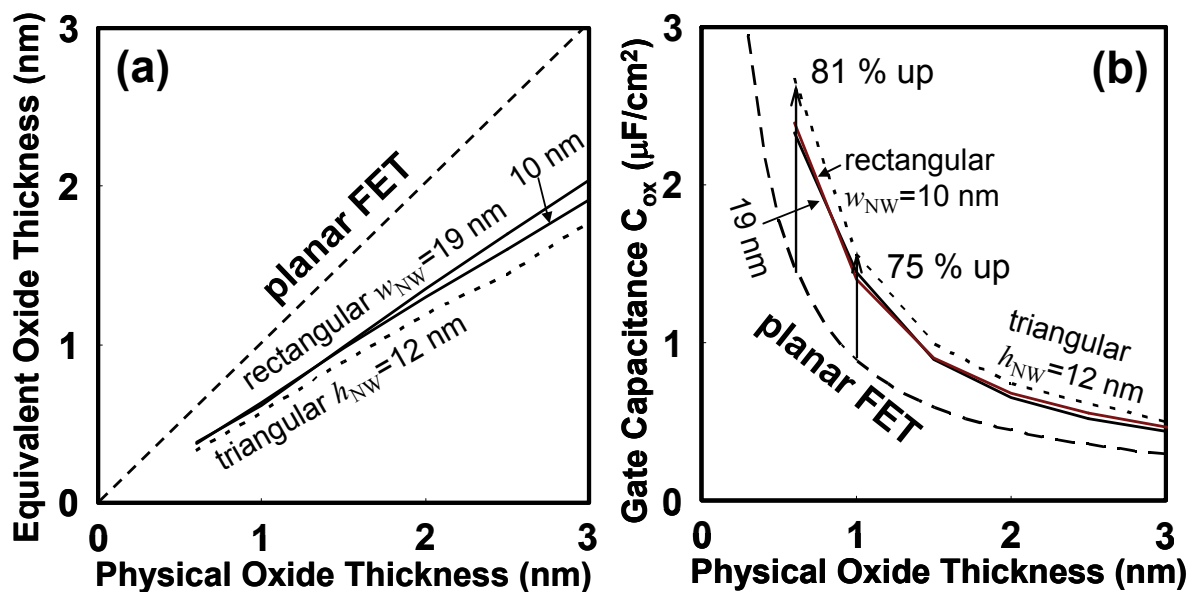 Equivalent Oxide Thickness (nm)
3
2
1
0
(a)
planar FET
10 nm
rectangular wNW=19 nm
triangular hNW=12 nm
0
1
2
3
Physical Oxide Thickness (nm)
Gate Capacitance Cox (μF/cm²)
3
2
1
0
(b)
81 % up
rectangular
wNW=10 nm
19 nm
75 % up
planar FET
triangular
hNW=12 nm
0
1
2
3
Physical Oxide Thickness (nm)